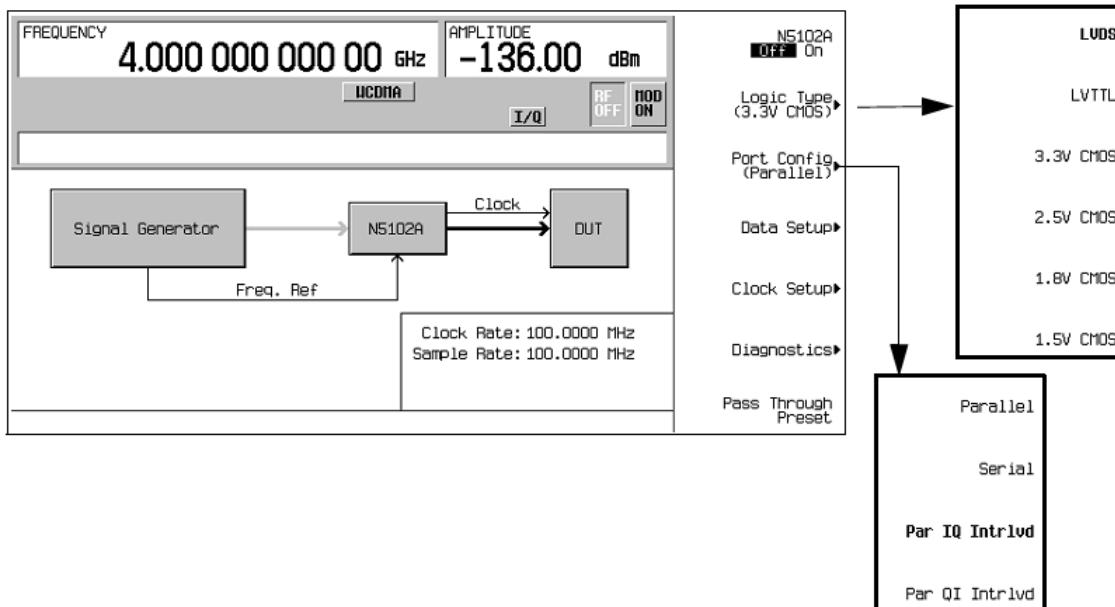 FREQUENCY
4.000 000 000 00 GHz
AMPLITUDE
-136.00 dBm
WCDMA
I/Q
RF
OFF
MOD
ON
Signal Generator
N5102A
Clock
DUT
Freq. Ref
Clock Rate: 100.0000 MHz
Sample Rate: 100.0000 MHz
N5102A
Off On
Logic Type
(3.3V CMOS)
Port Config
(Parallel)
Data Setup
Clock Setup
Diagnostics
Pass Through
Preset
LVDS
LVTTL
3.3V CMOS
2.5V CMOS
1.8V CMOS
1.5V CMOS
Parallel
Serial
Par IQ Intrlvd
Par QI Intrlvd